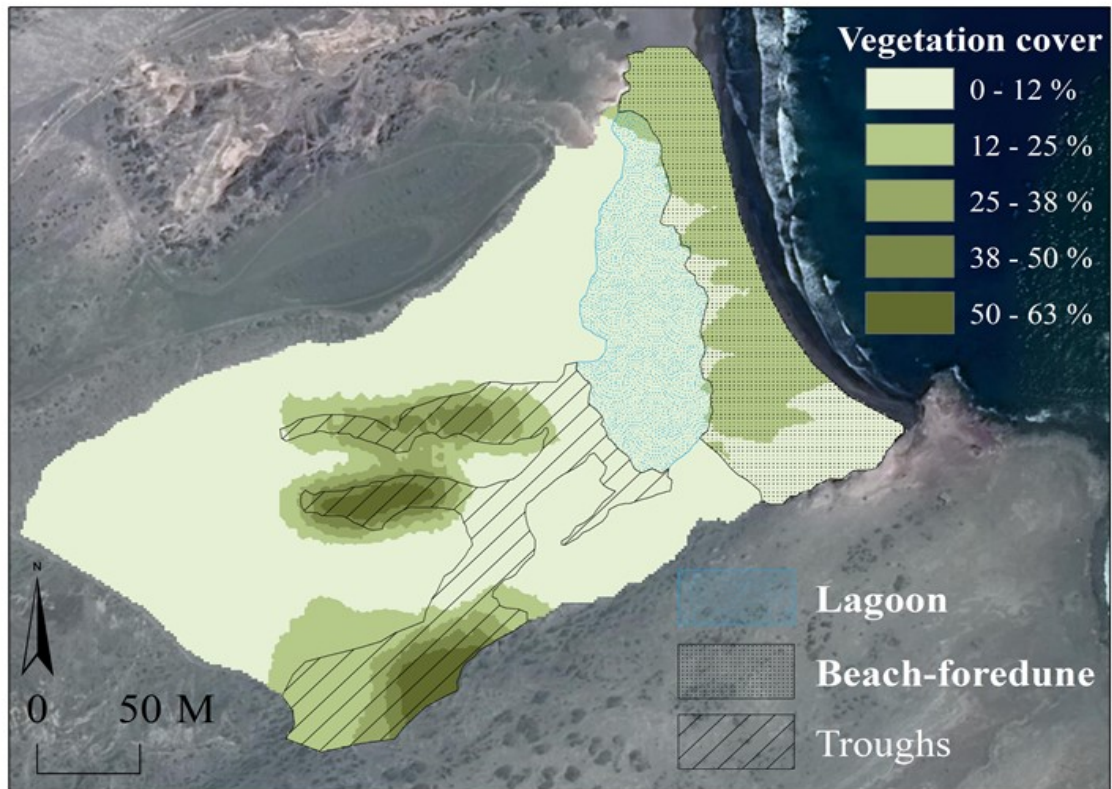 Vegetation cover
0 - 12 %
12 - 25 %
25 - 38 %
38 - 50 %
50 - 63 %
Lagoon
Beach-foredune
Troughs
N
0 50 M